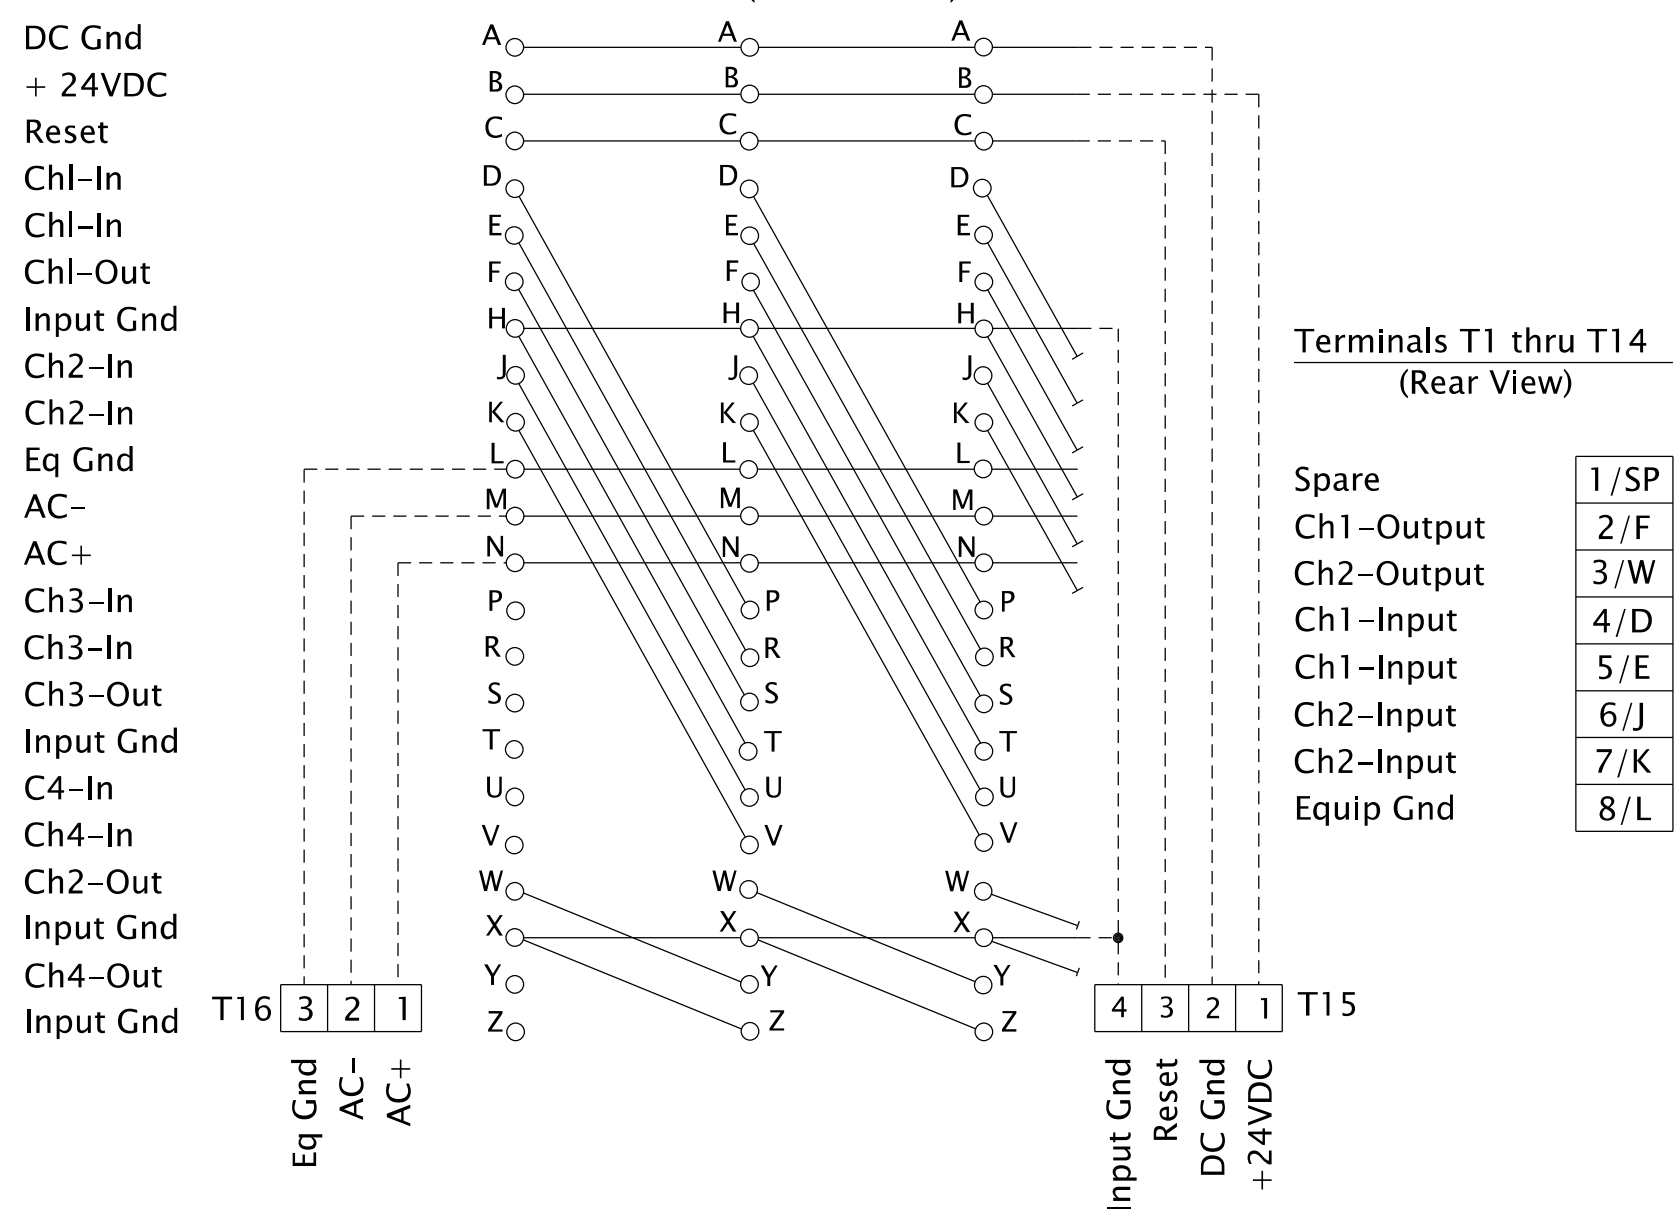 DC Gnd A A A
+ 24VDC B B B
Reset C C C
Chl-In D D D
Chl-In E E E
Chl-Out F F F
Input Gnd H H H
Ch2-In J J J
Ch2-In K K K
Eq Gnd L L L
AC- M M M
AC+ N N N
Ch3-In P P P
Ch3-In R R R
Ch3-Out S S S
Input Gnd T T T
C4-In U U U
Ch4-In V V V
Ch2-Out W W W
Input Gnd X X X
Ch4-Out Y Y Y
Input Gnd Z Z Z
T16 3 2 1
Eq Gnd
AC-
AC+
4 3 2 1 T15
Input Gnd
Reset
DC Gnd
+24VDC
Terminals T1 thru T14
(Rear View)
Spare 1/SP
Ch1-Output 2/F
Ch2-Output 3/W
Ch1-Input 4/D
Ch1-Input 5/E
Ch2-Input 6/J
Ch2-Input 7/K
Equip Gnd 8/L